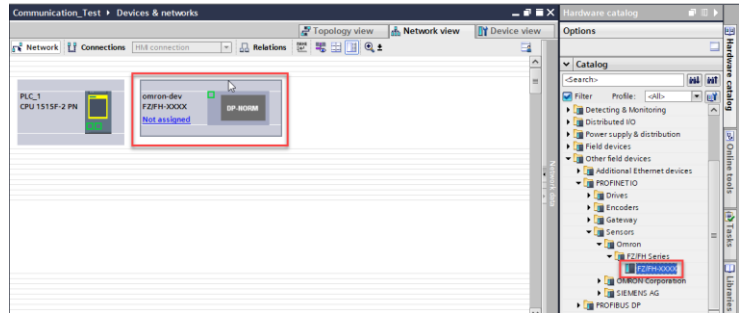 Communication_Test ▸ Devices & networks
Topology view Network view Device view
Network Connections HMI connection Relations
PLC_1
CPU 1515F-2 PN
omron-dev
FZ/FH-XXXX
Not assigned
DP-NORM
Network data
Hardware catalog
Options
Catalog
<Search>
Filter Profile: <All>
Detecting & Monitoring
Distributed I/O
Power supply & distribution
Field devices
Other field devices
Additional Ethernet devices
PROFINET IO
Drives
Encoders
Gateway
Sensors
Omron
FZ/FH Series
FZ/FH-XXXX
OMRON Corporation
SIEMENS AG
PROFIBUS DP
Hardware catalog
Online tools
Tasks
Libraries